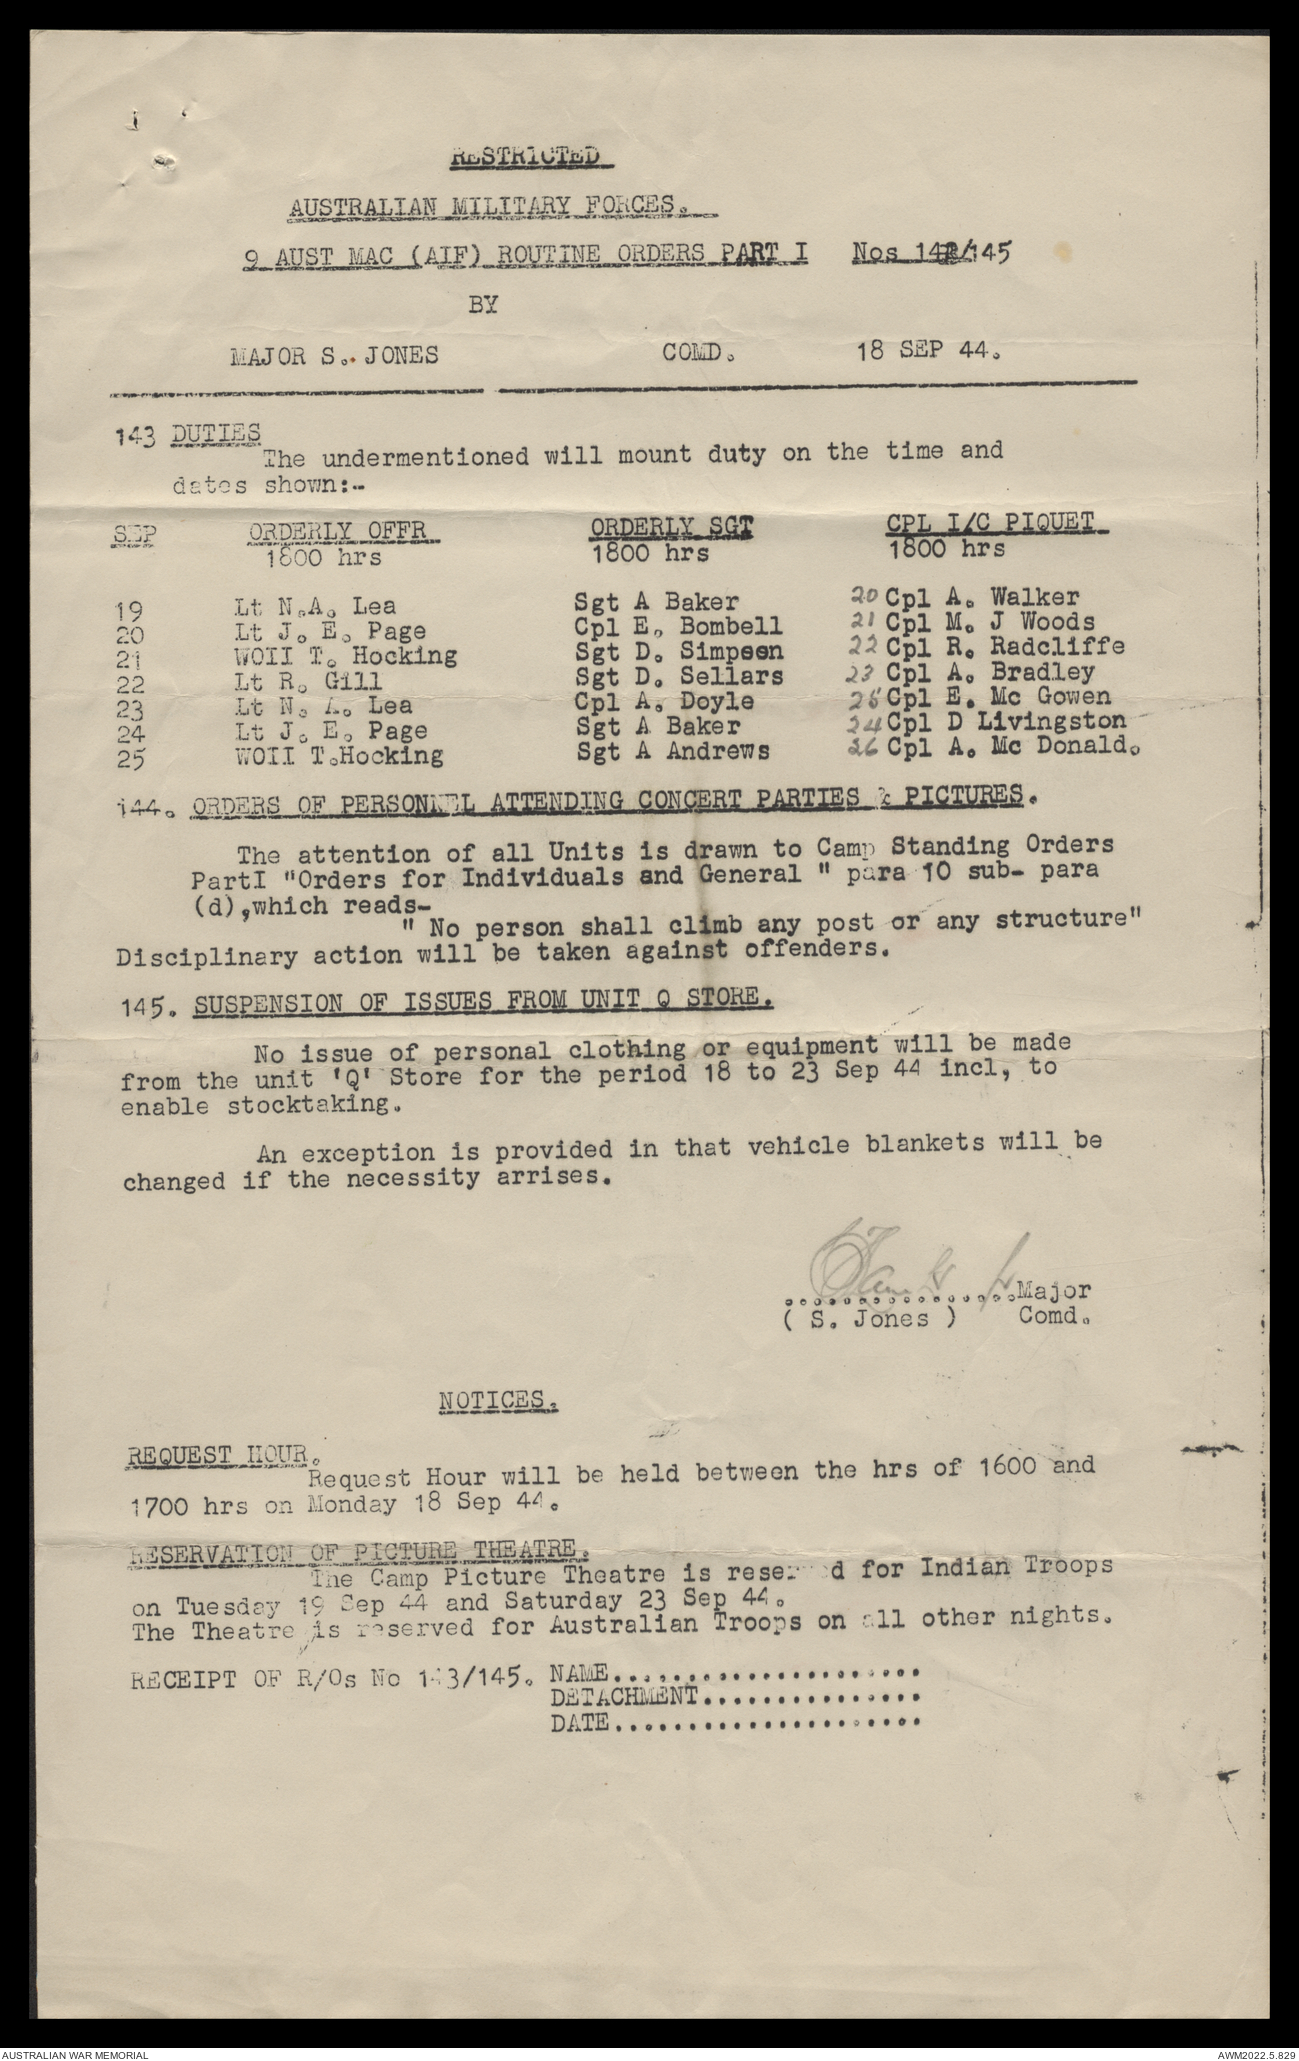 RESTRICTED
AUSTRALIAN MILITARY FORCES.
9 AUST MAC (AIF) ROUTINE ORDERS PART I Nos 143/145
BY
MAJOR S. JONES COMD. 18 SEP 44.
143 DUTIES
The undermentioned will mount duty on the time and
dates shown:-
SEP ORDERLY OFFR ORDERLY SGT CPL I/C PIQUET
1800 hrs 1800 hrs 1800 hrs
19 Lt N.A. Lea Sgt A Baker 20 Cpl A. Walker
20 Lt J. E. Page Cpl E. Bombell 21 Cpl M. J Woods
21 WOII T. Hocking Sgt D. Simpson 22 Cpl R. Radcliffe
22 Lt R. Gill Sgt D. Sellars 23 Cpl A. Bradley
23 Lt N. A. Lea Cpl A. Doyle 25 Cpl E. Mc Gowen
24 Lt J. E. Page Sgt A Baker 24 Cpl D Livingston
25 WOII T.Hocking Sgt A Andrews 26 Cpl A. Mc Donald.
144. ORDERS OF PERSONNEL ATTENDING CONCERT PARTIES & PICTURES.
The attention of all Units is drawn to Camp Standing Orders
PartI "Orders for Individuals and General " para 10 sub- para
(d),which reads-
" No person shall climb any post or any structure"
Disciplinary action will be taken against offenders.
145. SUSPENSION OF ISSUES FROM UNIT Q STORE.
No issue of personal clothing or equipment will be made
from the unit 'Q' Store for the period 18 to 23 Sep 44 incl, to
enable stocktaking.
An exception is provided in that vehicle blankets will be
changed if the necessity arrises.
..................Major
( S. Jones ) Comd.
NOTICES.
REQUEST HOUR.
Request Hour will be held between the hrs of 1600 and
1700 hrs on Monday 18 Sep 44.
RESERVATION OF PICTURE THEATRE.
The Camp Picture Theatre is reserved for Indian Troops
on Tuesday 19 Sep 44 and Saturday 23 Sep 44.
The Theatre is reserved for Australian Troops on all other nights.
RECEIPT OF R/Os No 143/145. NAME.....................
DETACHMENT...............
DATE.....................
AUSTRALIAN WAR MEMORIAL AWM2022.5.829